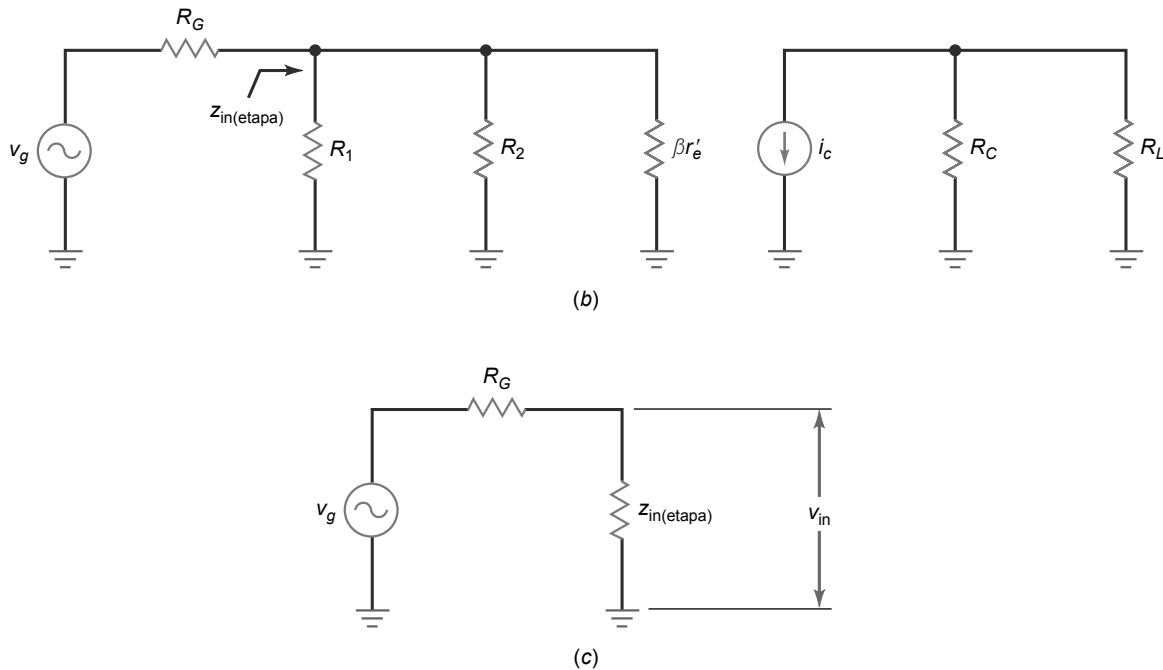 R_G
z_in(etapa)
v_g
R_1
R_2
βr′_e
i_c
R_C
R_L
(b)
R_G
v_g
z_in(etapa)
v_in
(c)